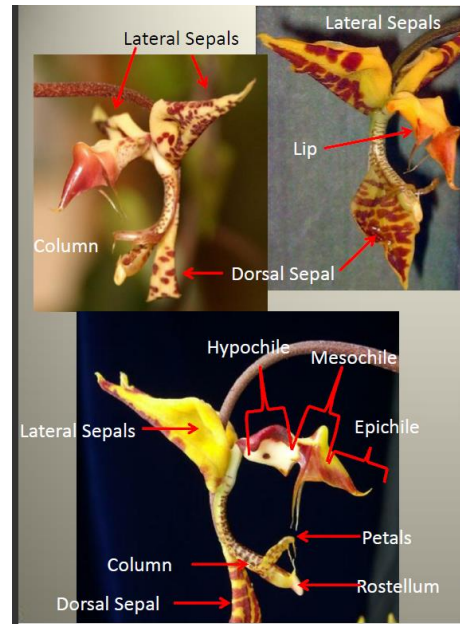 Lateral Sepals
Lateral Sepals
Lip
Column
Dorsal Sepal
Hypochile
Mesochile
Epichile
Lateral Sepals
Petals
Column
Rostellum
Dorsal Sepal